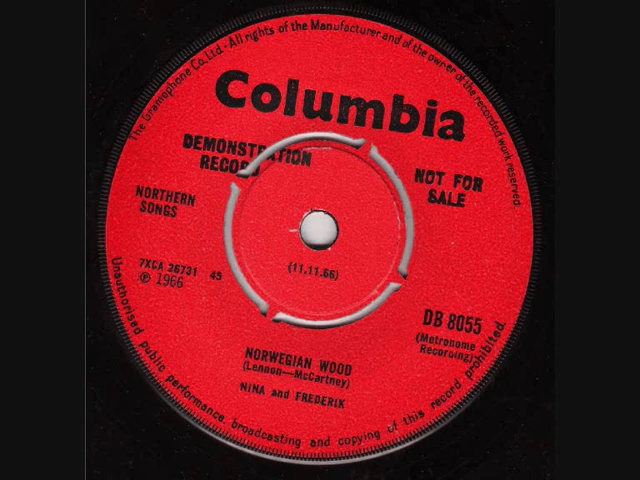 The Gramophone Co. Ltd. - All rights of the Manufacturer and of the owner of the recorded work reserved.
Columbia
DEMONSTRATION
RECORD
NOT FOR
SALE
NORTHERN
SONGS
7XCA 26731 45
℗ 1966
(11.11.66)
DB 8055
(Metronome
Recording)
NORWEGIAN WOOD
(Lennon—McCartney)
NINA and FREDERIK
Unauthorised public performance, broadcasting and copying of this record prohibited.